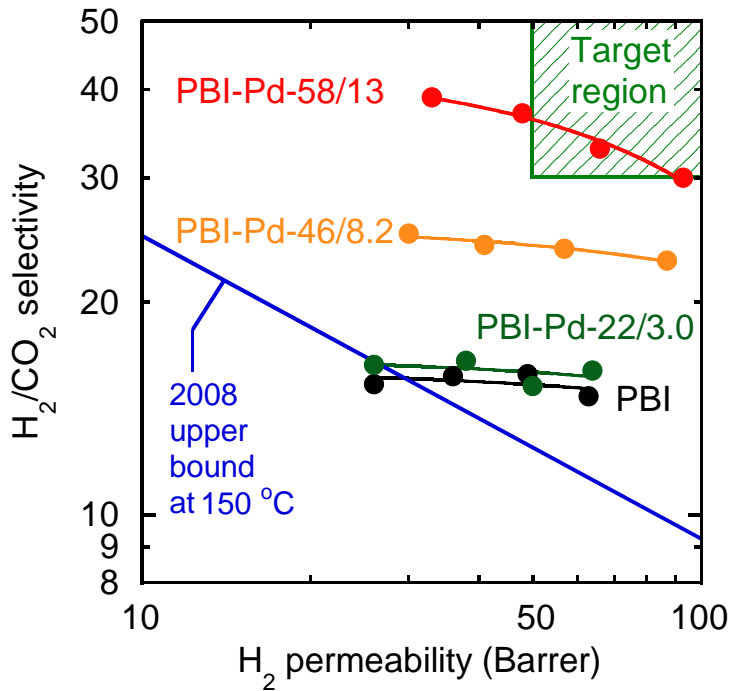 50
40
30
20
10
9
8
H2/CO2 selectivity
PBI-Pd-58/13
Target
region
PBI-Pd-46/8.2
PBI-Pd-22/3.0
PBI
2008
upper
bound
at 150 °C
10
50
100
H2 permeability (Barrer)